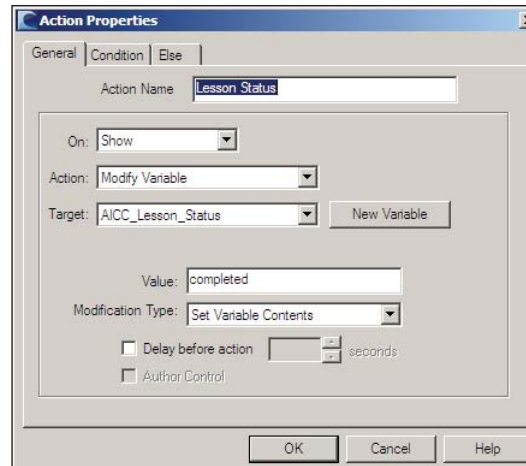 Action Properties
General Condition Else
Action Name Lesson Status
On: Show
Action: Modify Variable
Target: AICC_Lesson_Status New Variable
Value: completed
Modification Type: Set Variable Contents
Delay before action seconds
Author Control
OK Cancel Help